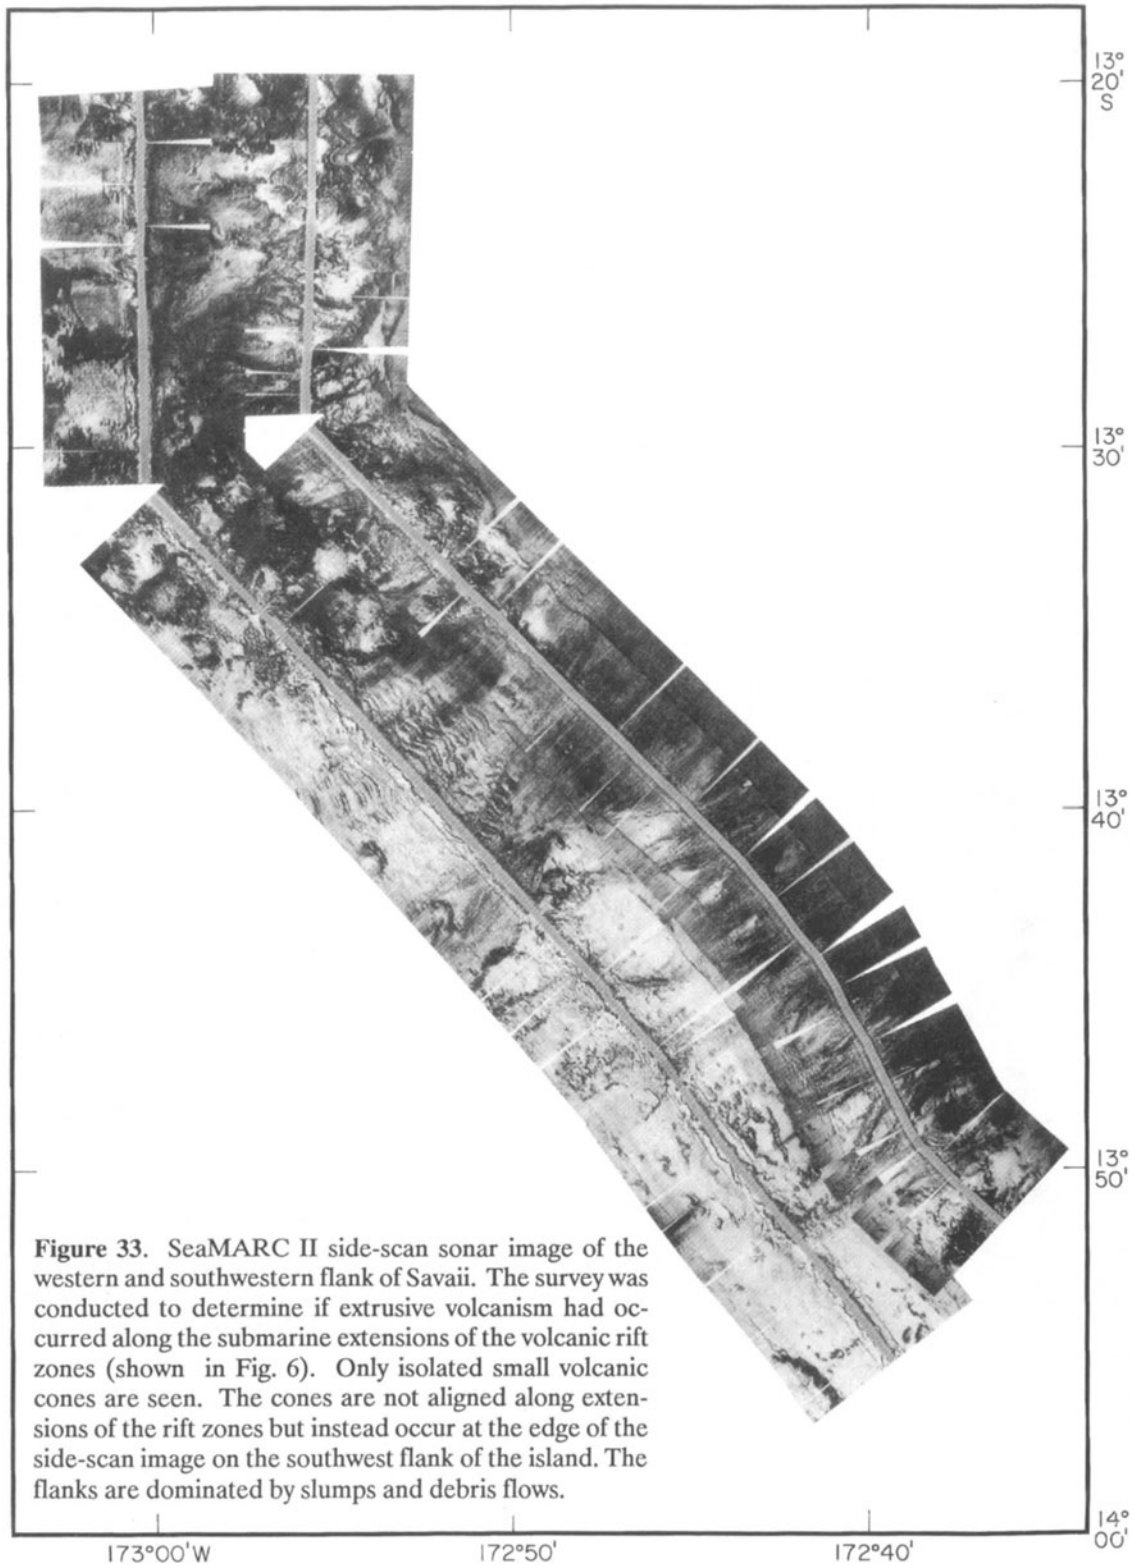 13°
20'
S
13°
30'
13°
40'
13°
50'
Figure 33. SeaMARC II side-scan sonar image of the
western and southwestern flank of Savaii. The survey was
conducted to determine if extrusive volcanism had oc-
curred along the submarine extensions of the volcanic rift
zones (shown in Fig. 6). Only isolated small volcanic
cones are seen. The cones are not aligned along exten-
sions of the rift zones but instead occur at the edge of the
side-scan image on the southwest flank of the island. The
flanks are dominated by slumps and debris flows.
14°
00'
173°00'W 172°50' 172°40'